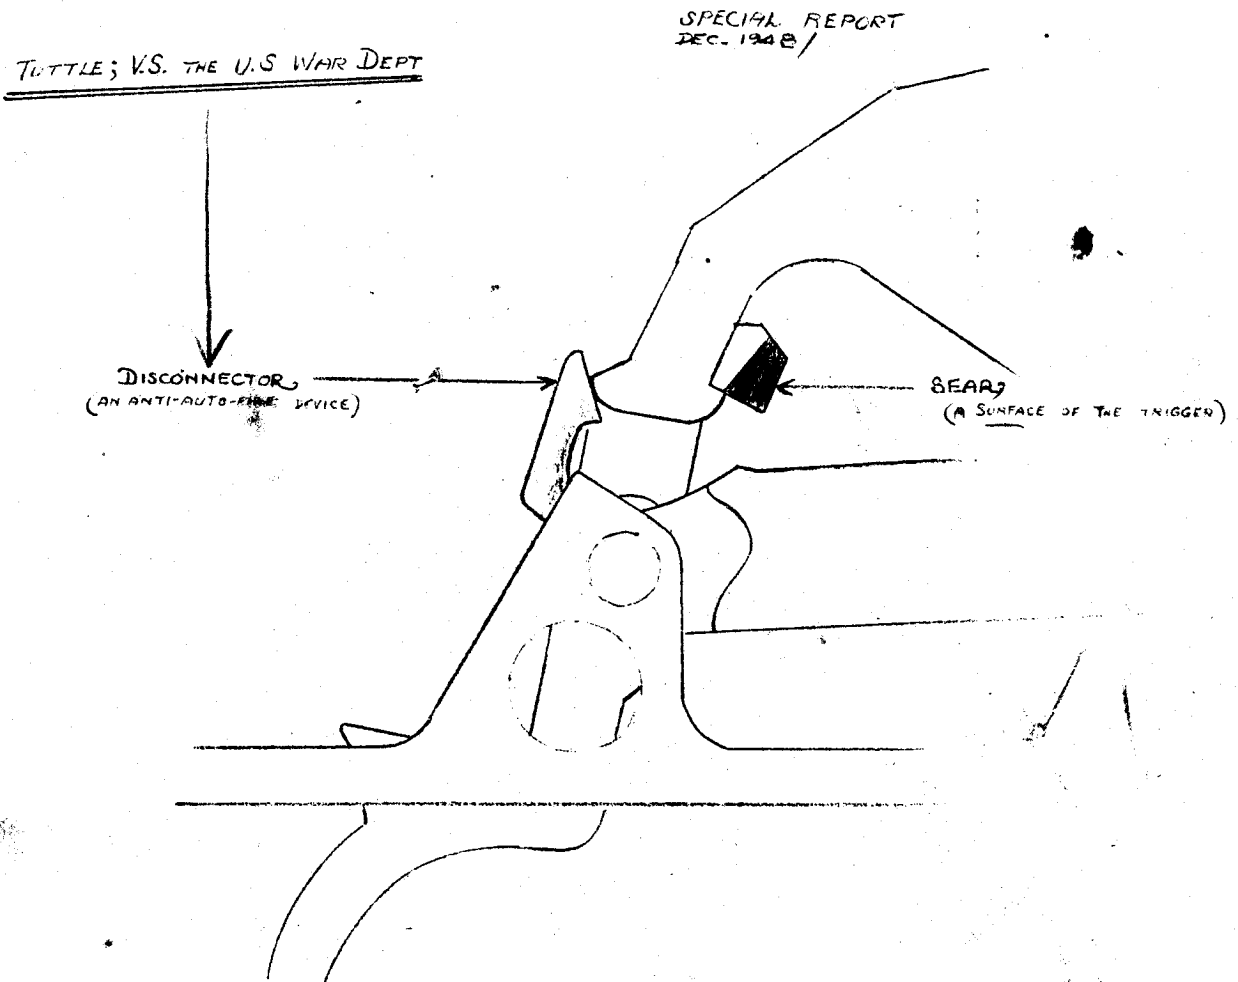 SPECIAL REPORT
DEC. 1948/
TUTTLE; V.S. THE U.S WAR DEPT
DISCONNECTOR,
(AN ANTI-AUTO-FIRE DEVICE)
SEAR,
(A SURFACE OF THE TRIGGER)